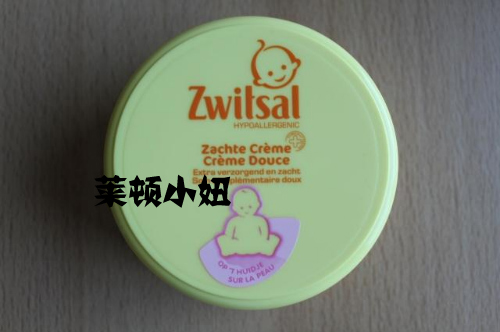 Zwitsal
HYPOALLERGENIC
Zachte Crème
Crème Douce
Extra verzorgend en zacht
doux
莱顿小妞
OP 'T HUIDJE
SUR LA PEAU